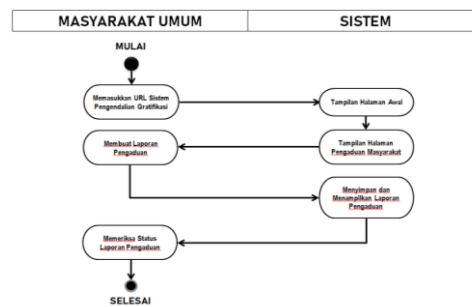 MASYARAKAT UMUM
SISTEM
MULAI
Memasukkan URL Sistem
Pengendalian Gratifikasi
Tampilan Halaman Awal
Membuat Laporan
Pengaduan
Tampilan Halaman
Pengaduan Masyarakat
Menyimpan dan
Menampilkan Laporan
Pengaduan
Memeriksa Status
Laporan Pengaduan
SELESAI